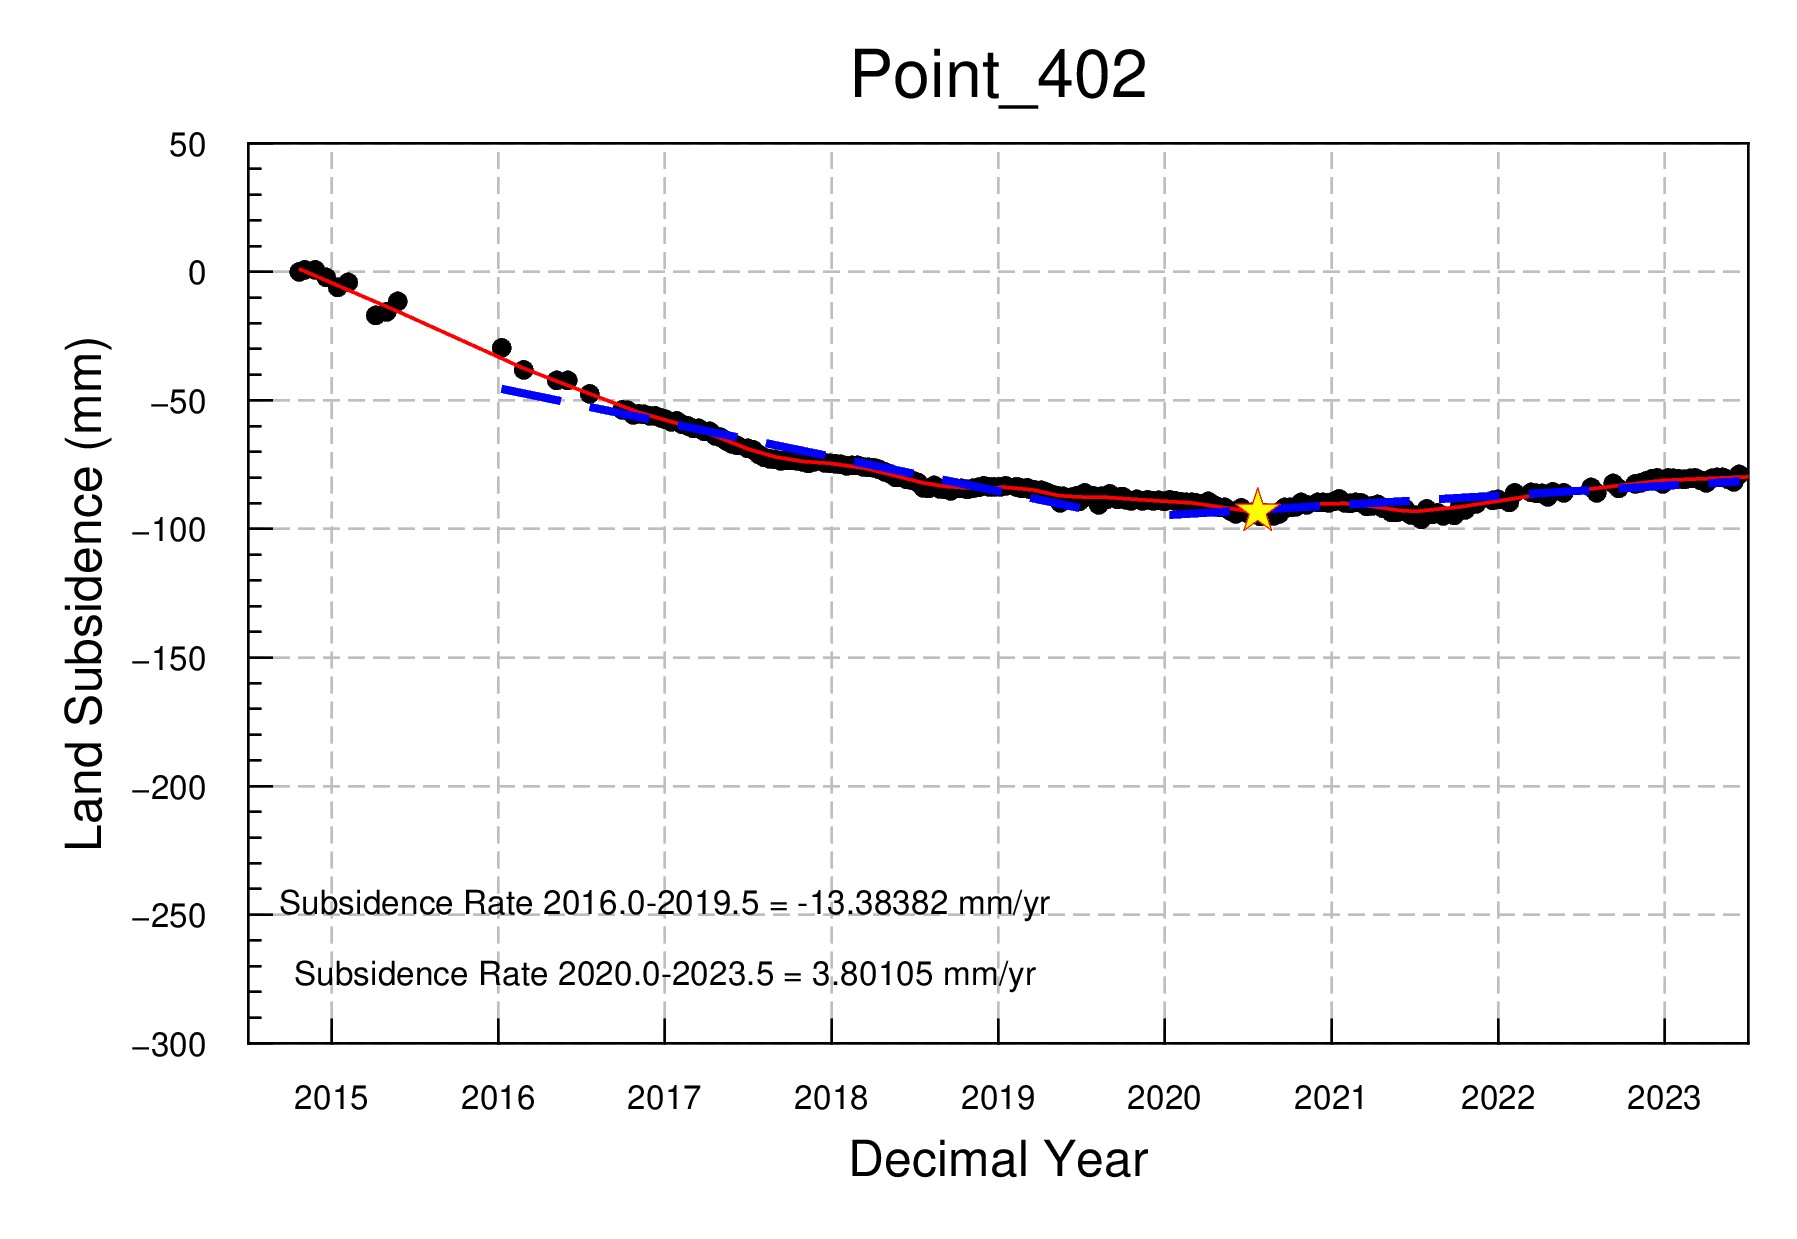 Point_402
50
0
−50
−100
−150
−200
−250
−300
Land Subsidence (mm)
Subsidence Rate 2016.0-2019.5 = -13.38382 mm/yr
Subsidence Rate 2020.0-2023.5 = 3.80105 mm/yr
2015 2016 2017 2018 2019 2020 2021 2022 2023
Decimal Year